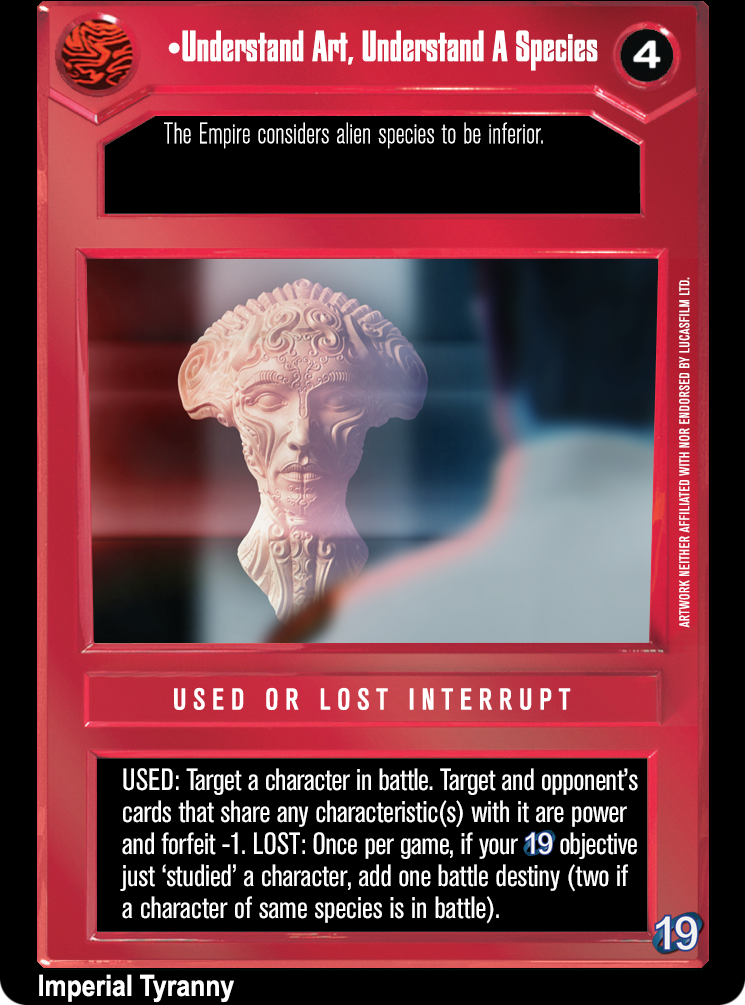 •Understand Art, Understand A Species
4
The Empire considers alien species to be inferior.
ARTWORK NEITHER AFFILIATED WITH NOR ENDORSED BY LUCASFILM LTD.
USED OR LOST INTERRUPT
USED: Target a character in battle. Target and opponent's
cards that share any characteristic(s) with it are power
and forfeit -1. LOST: Once per game, if your 19 objective
just ‘studied’ a character, add one battle destiny (two if
a character of same species is in battle).
19
Imperial Tyranny